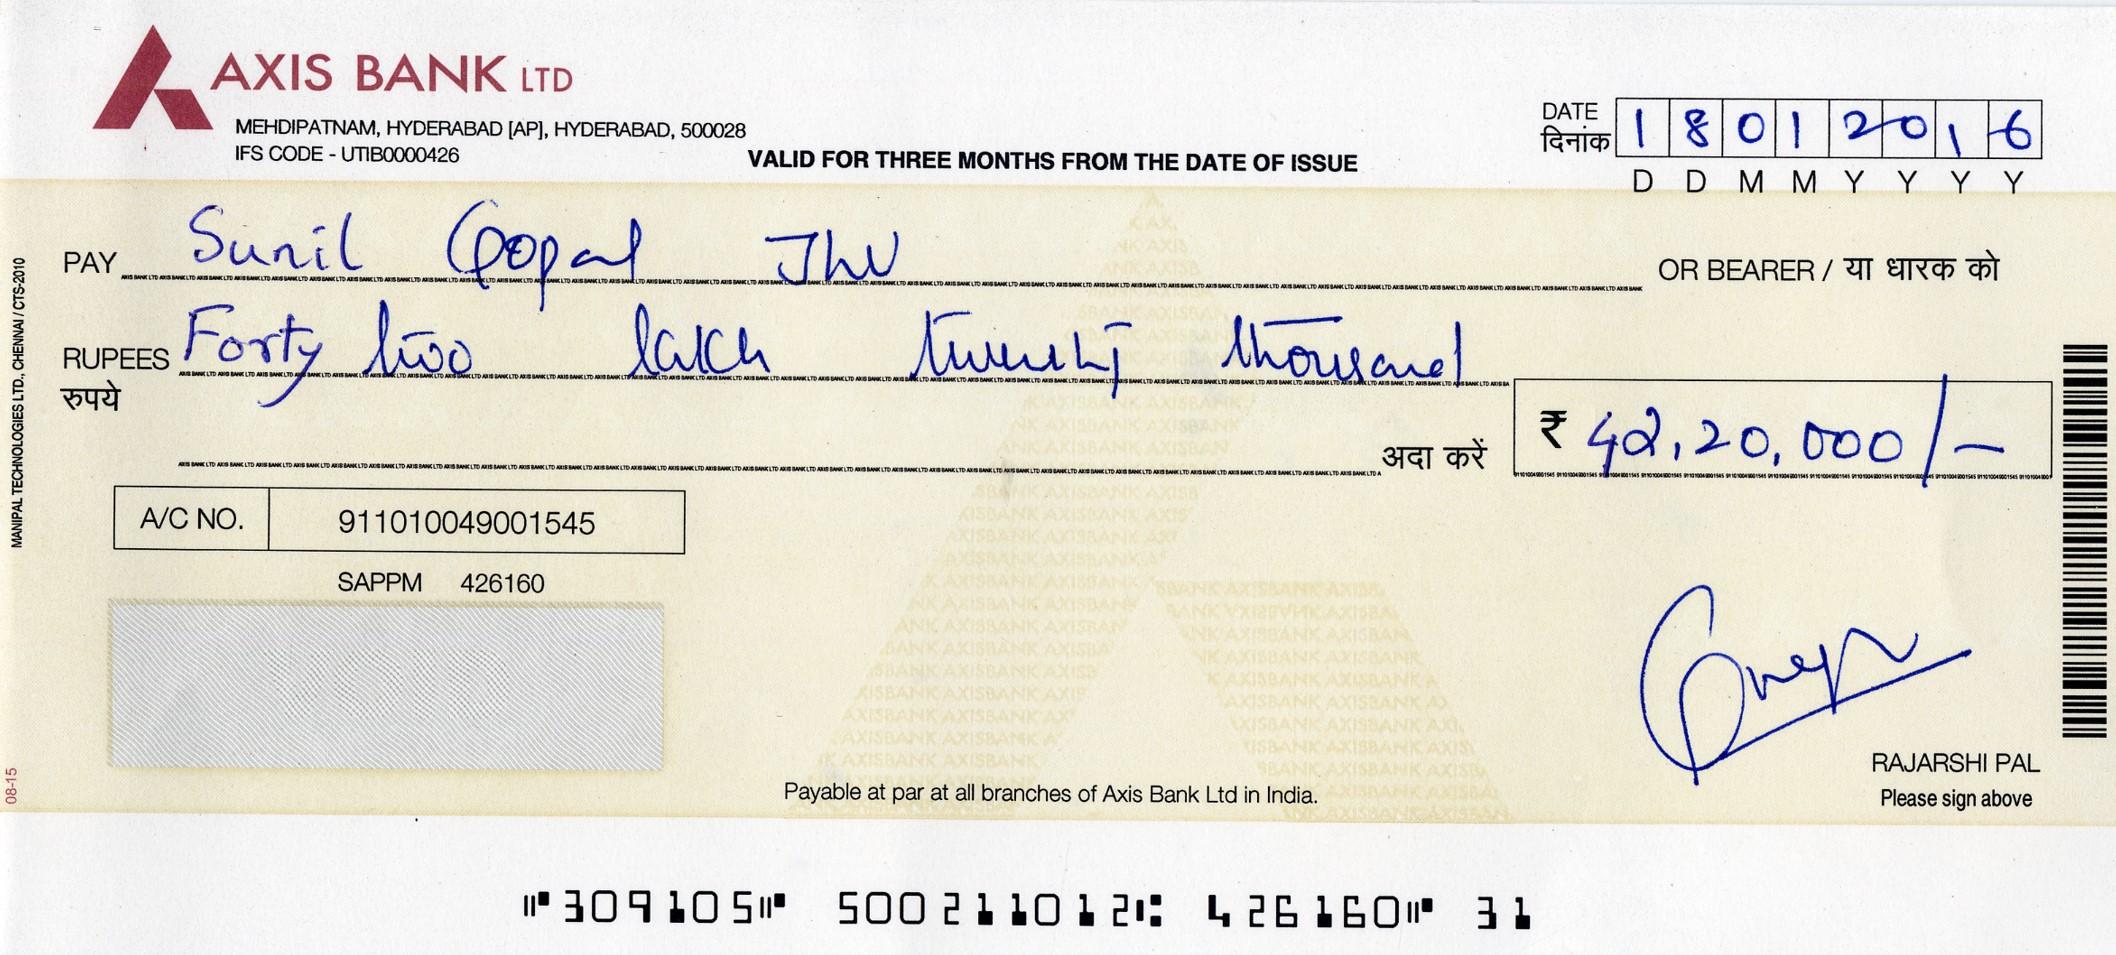 AXIS BANK LTD
MEHDIPATNAM, HYDERABAD [AP], HYDERABAD, 500028
IFS CODE - UTIB0000426
VALID FOR THREE MONTHS FROM THE DATE OF ISSUE
DATE
दिनांक 1 8 0 1 2 0 1 6
D D M M Y Y Y Y
PAY Sunil Gopal OR BEARER / या धारक को
RUPEES Forty two lakh twenty thousand
रुपये
अदा करें ₹ 42,20,000/-
A/C NO. 911010049001545
SAPPM 426160
RAJARSHI PAL
Please sign above
Payable at par at all branches of Axis Bank Ltd in India.
⑈309105⑈ 500211012⑆ 426160⑈ 31
MANIPAL TECHNOLOGIES LTD., CHENNAI / CTS-2010
08-15